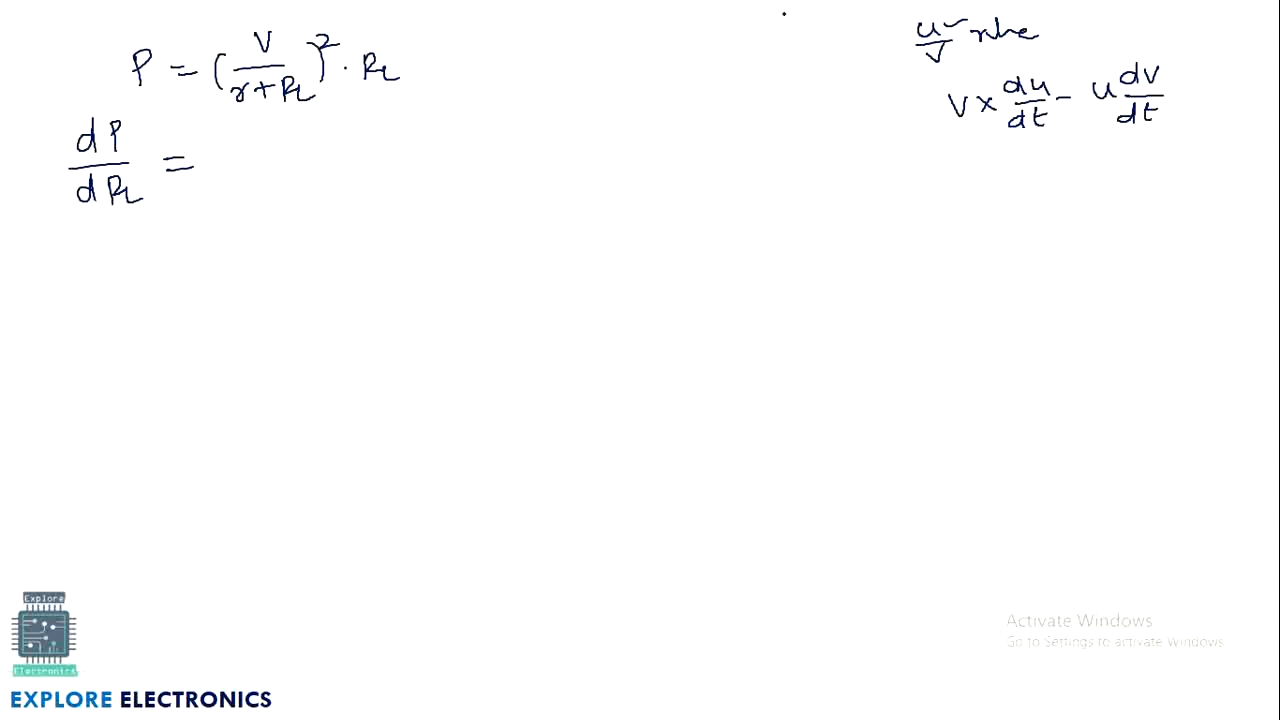 P = (V/(r+RL))² · RL
dP/dRL =
u/v rule
V × du/dt - u dv/dt
Explore
Electronics
EXPLORE ELECTRONICS
Activate Windows
Go to Settings to activate Windows